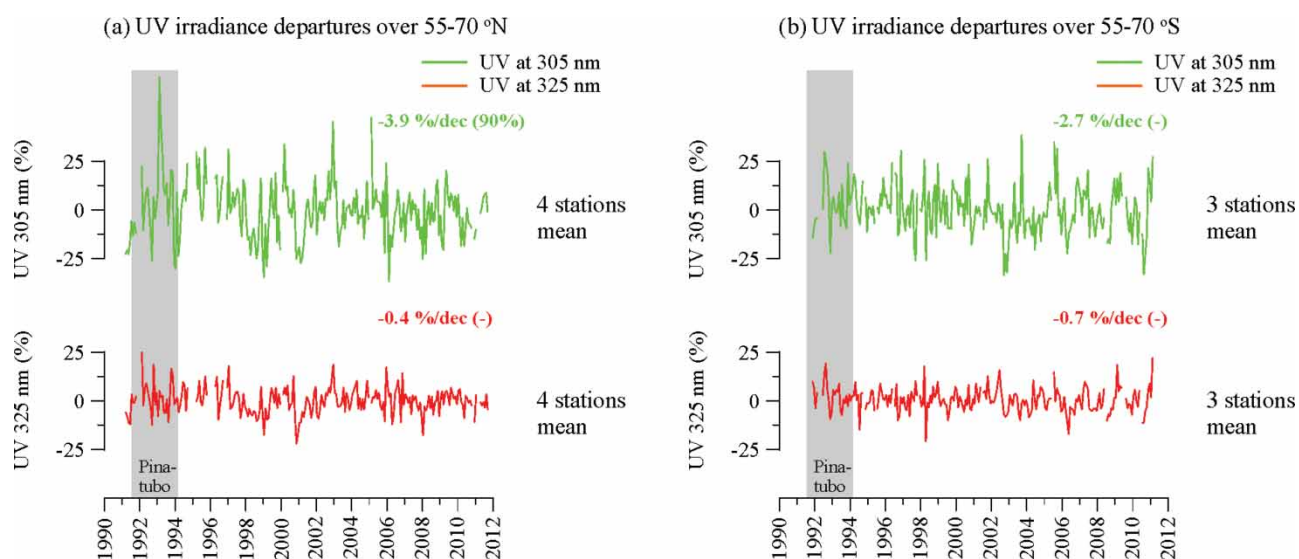 (a) UV irradiance departures over 55-70 °N
UV at 305 nm
UV at 325 nm
-3.9 %/dec (90%)
UV 305 nm (%)
25
0
-25
4 stations
mean
-0.4 %/dec (-)
UV 325 nm (%)
25
0
-25
4 stations
mean
Pina-
tubo
1990
1992
1994
1996
1998
2000
2002
2004
2006
2008
2010
2012
(b) UV irradiance departures over 55-70 °S
UV at 305 nm
UV at 325 nm
-2.7 %/dec (-)
UV 305 nm (%)
25
0
-25
3 stations
mean
-0.7 %/dec (-)
UV 325 nm (%)
25
0
-25
3 stations
mean
Pina-
tubo
1990
1992
1994
1996
1998
2000
2002
2004
2006
2008
2010
2012